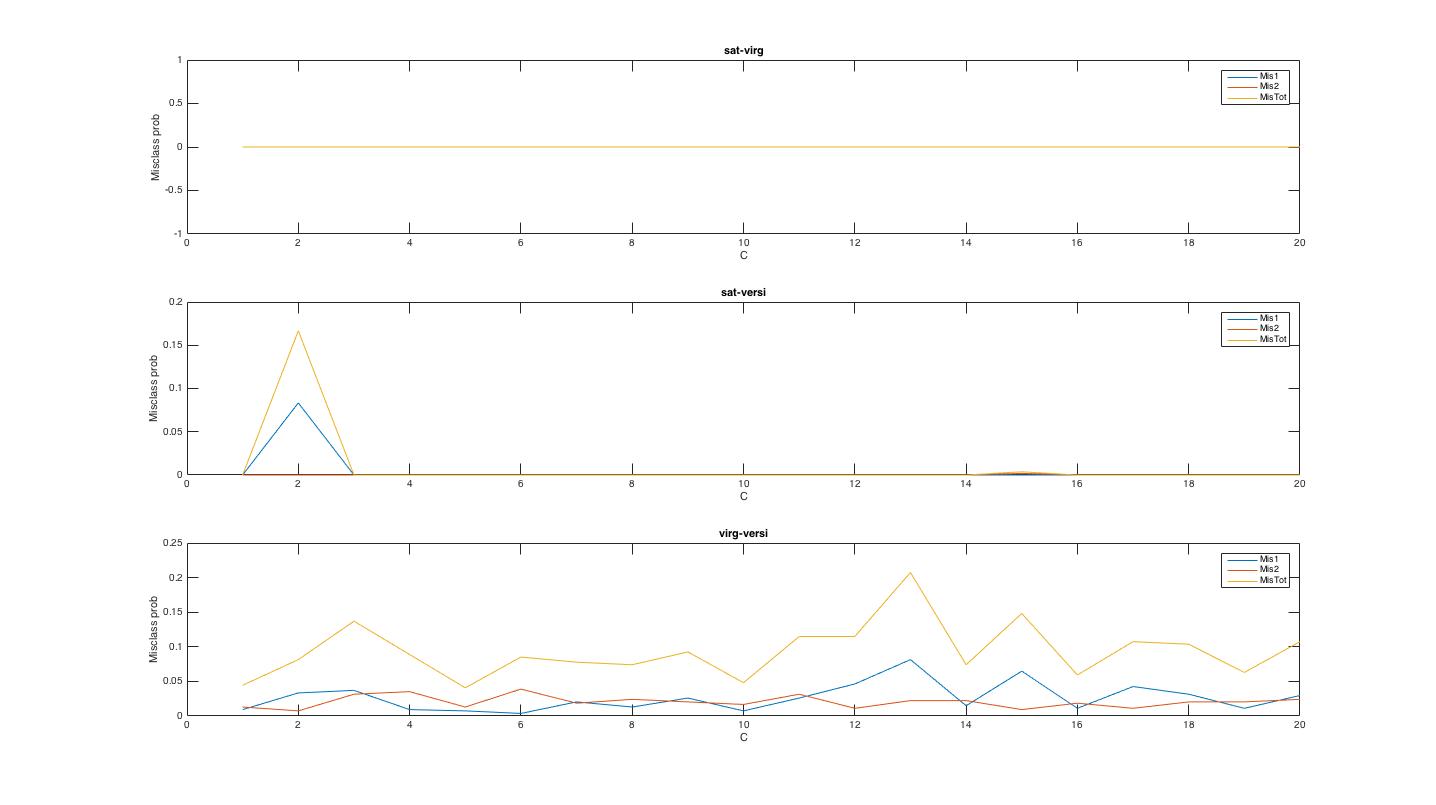 sat-virg
1
0.5
0
-0.5
-1
Misclass prob
Mis1
Mis2
MisTot
0 2 4 6 8 10 12 14 16 18 20
C
sat-versi
0.2
0.15
0.1
0.05
0
Misclass prob
Mis1
Mis2
MisTot
0 2 4 6 8 10 12 14 16 18 20
C
virg-versi
0.25
0.2
0.15
0.1
0.05
0
Misclass prob
Mis1
Mis2
MisTot
0 2 4 6 8 10 12 14 16 18 20
C